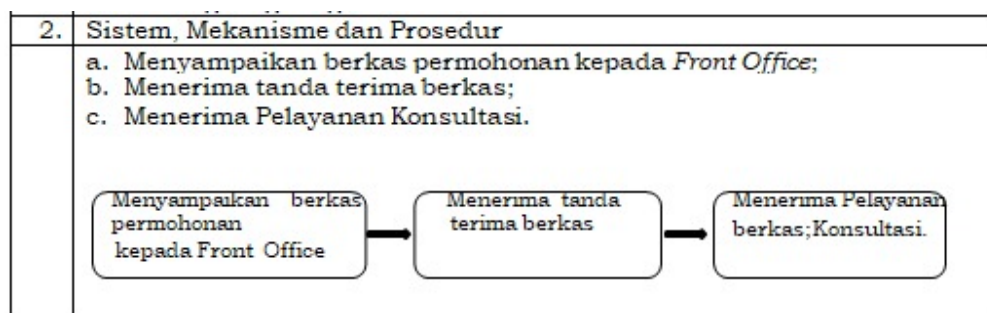 2. Sistem, Mekanisme dan Prosedur
a. Menyampaikan berkas permohonan kepada Front Office;
b. Menerima tanda terima berkas;
c. Menerima Pelayanan Konsultasi.
Menyampaikan berkas
permohonan
kepada Front Office
Menerima tanda
terima berkas
Menerima Pelayanan
berkas;Konsultasi.